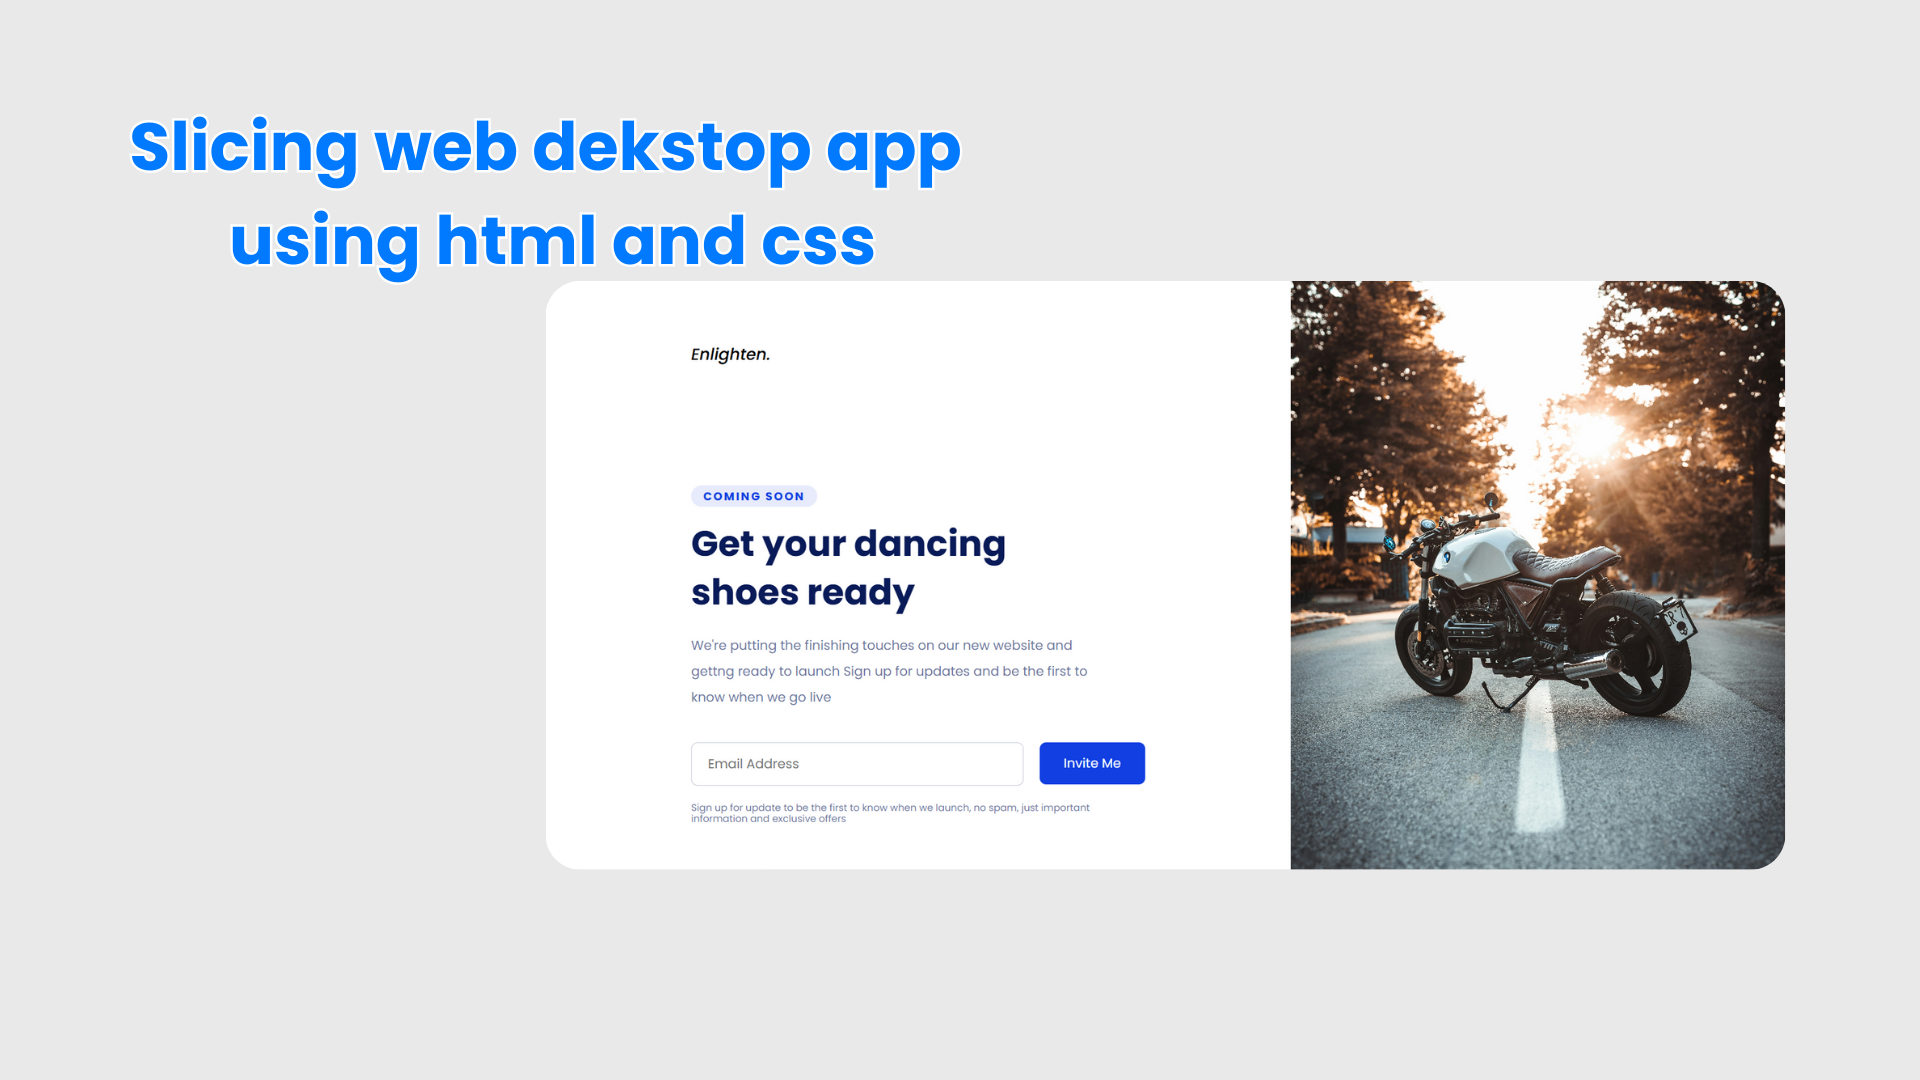 Slicing web dekstop app
using html and css
Enlighten.
COMING SOON
Get your dancing
shoes ready
We're putting the finishing touches on our new website and
gettng ready to launch Sign up for updates and be the first to
know when we go live
Email Address
Invite Me
Sign up for update to be the first to know when we launch, no spam, just important
information and exclusive offers